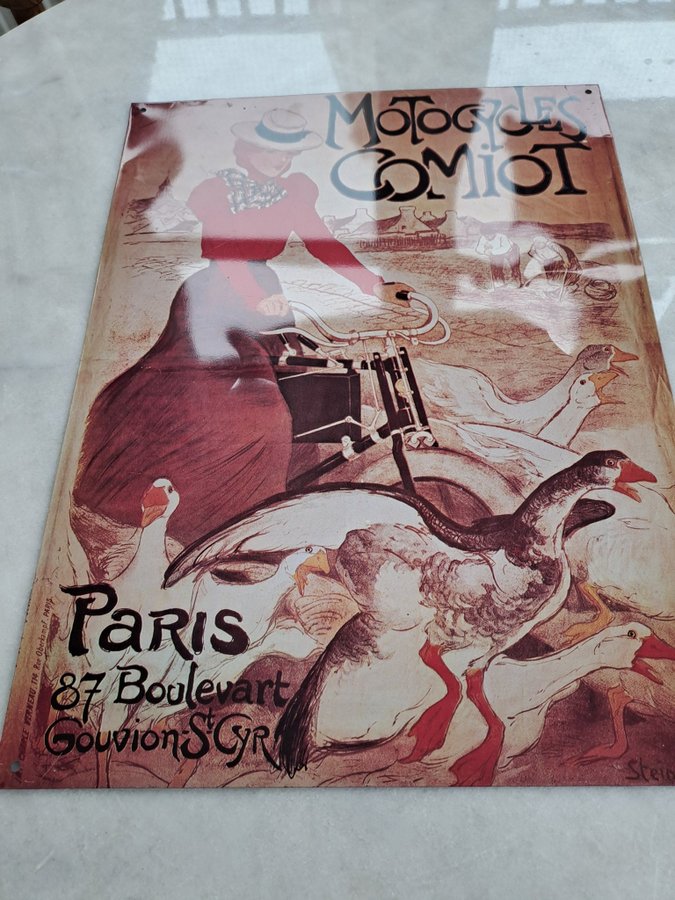 MOTOCYCLES
COMIOT
PARIS
87 Boulevart
Gouvion-St Cyr